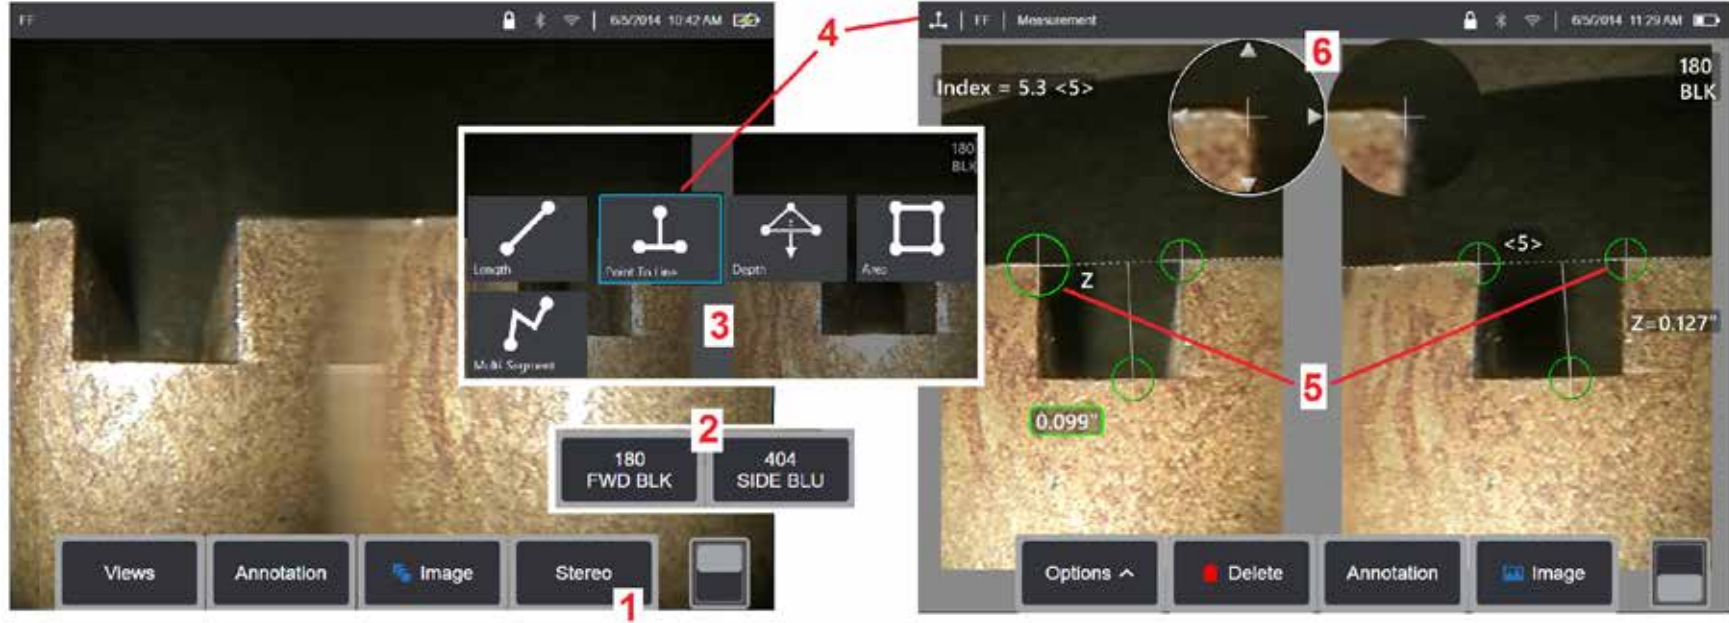 FF
6/5/2014 10:42 AM
4
FF
Measurement
6/5/2014 11:29 AM
6
Index = 5.3 <5>
180
BLK
180
BLK
Length
Point To Line
Depth
Area
3
Multi Segment
<5>
Z
Z=0.127"
5
0.099"
2
180
FWD BLK
404
SIDE BLU
Views
Annotation
Image
Stereo
1
Options
Delete
Annotation
Image